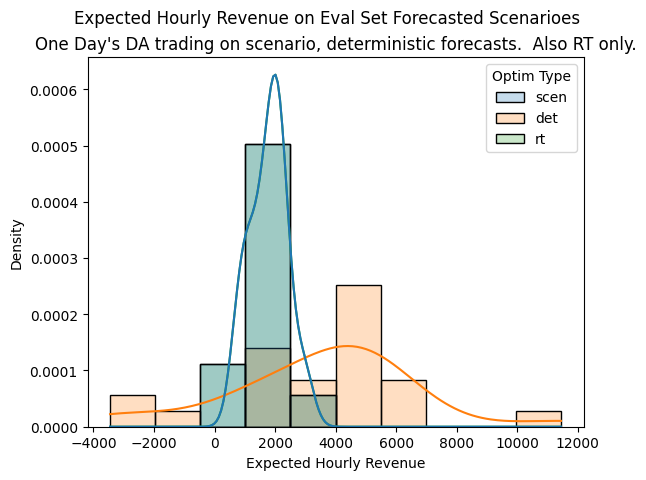 Expected Hourly Revenue on Eval Set Forecasted Scenarioes
One Day's DA trading on scenario, deterministic forecasts.  Also RT only.
Optim Type
scen
det
rt
0.0006
0.0005
0.0004
0.0003
0.0002
0.0001
0.0000
Density
−4000 −2000 0 2000 4000 6000 8000 10000 12000
Expected Hourly Revenue